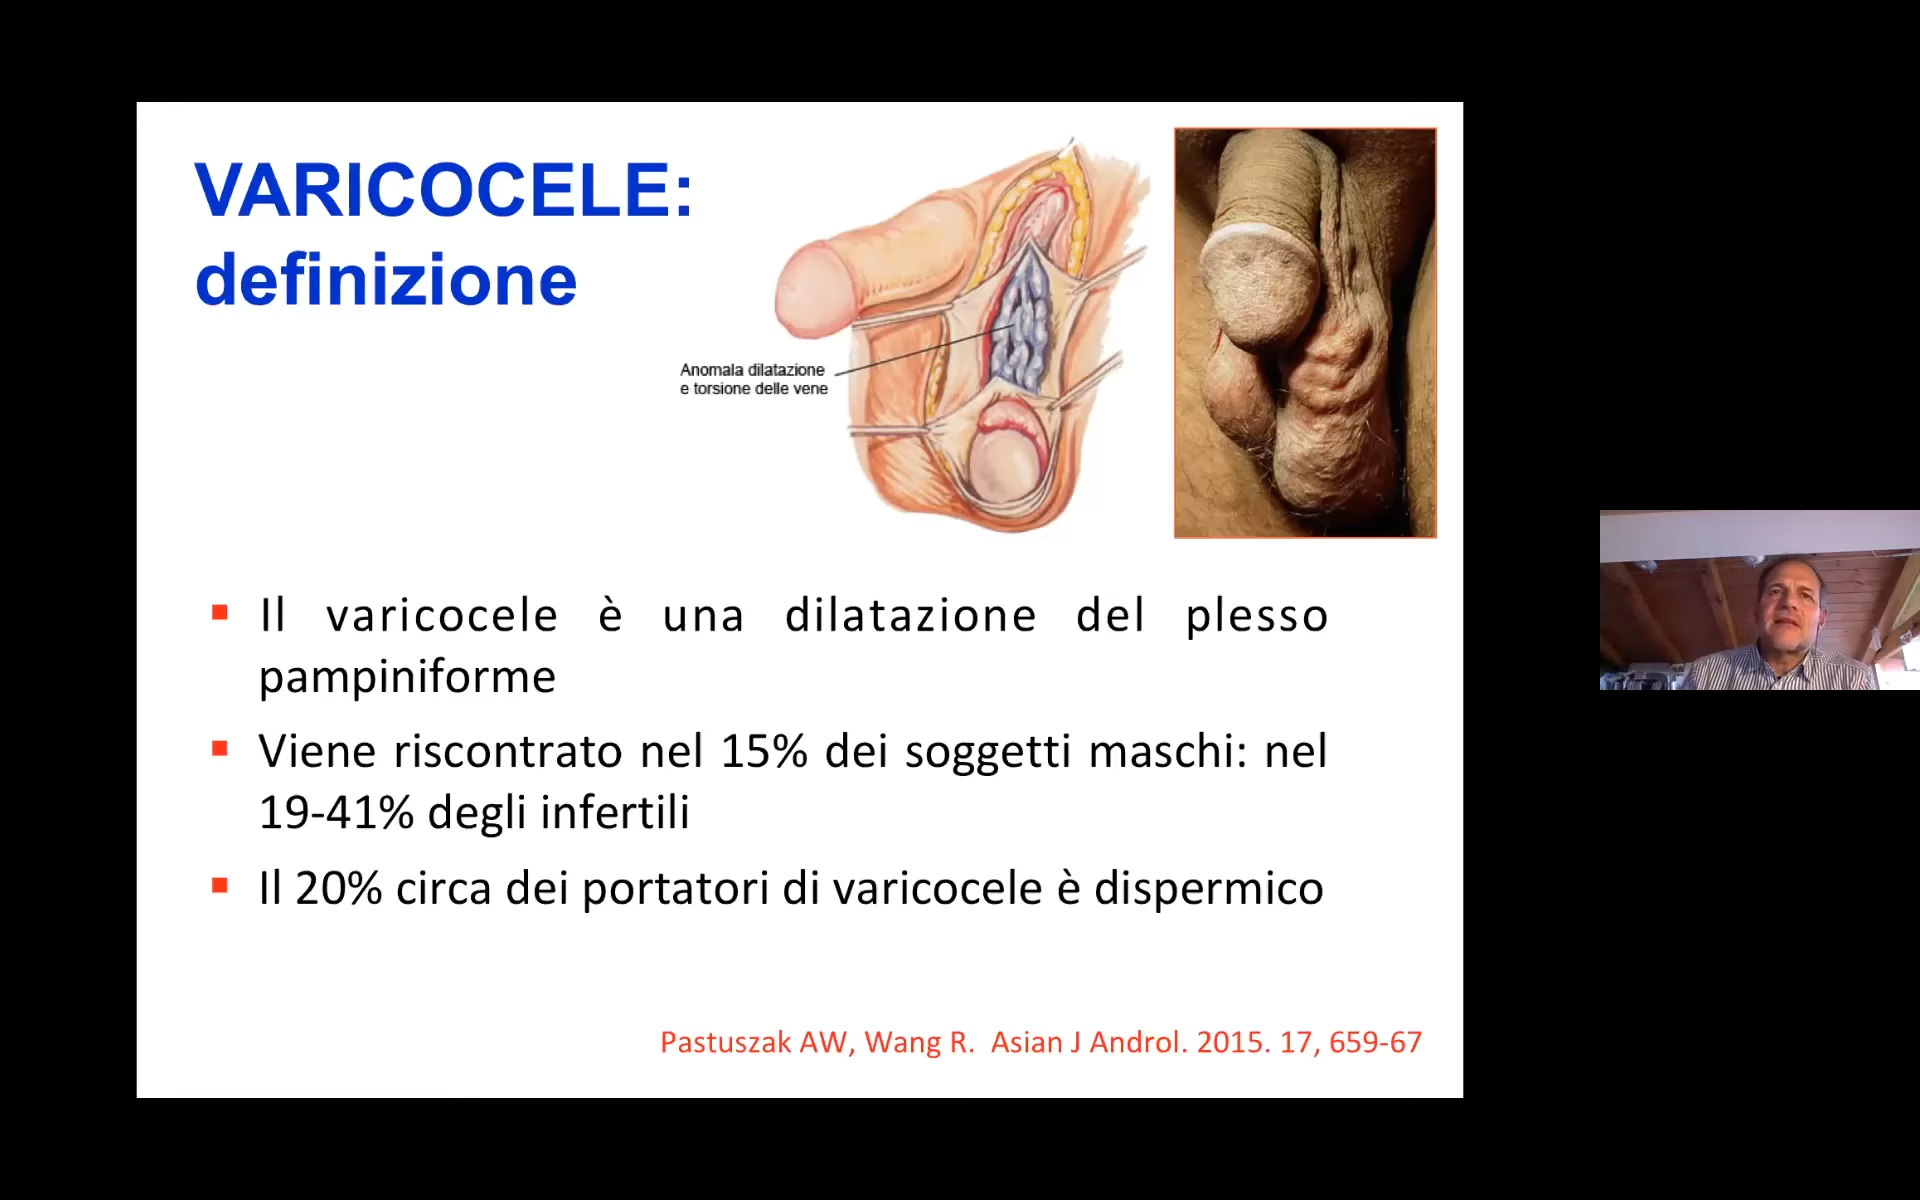 VARICOCELE:
definizione
Anomala dilatazione
e torsione delle vene
Il varicocele è una dilatazione del plesso
pampiniforme
Viene riscontrato nel 15% dei soggetti maschi: nel
19-41% degli infertili
Il 20% circa dei portatori di varicocele è dispermico
Pastuszak AW, Wang R. Asian J Androl. 2015. 17, 659-67